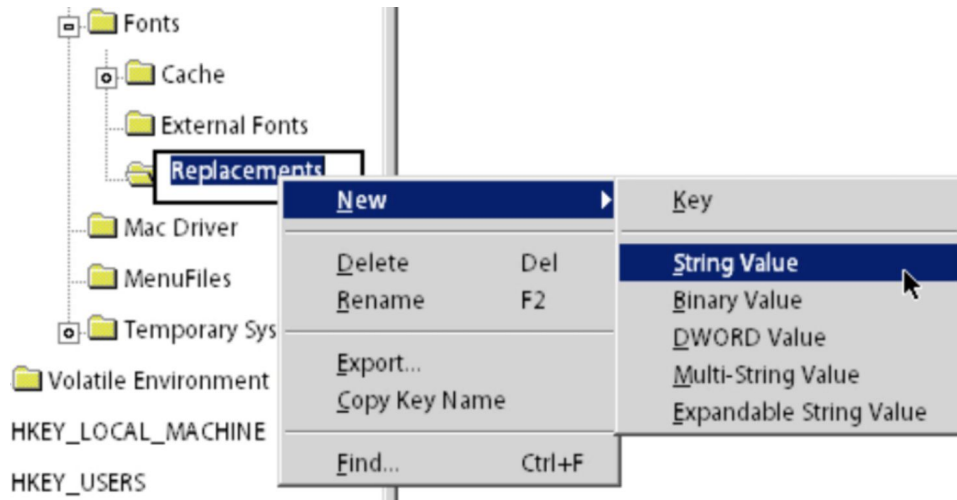 Fonts
Cache
External Fonts
Replacements
Mac Driver
MenuFiles
Temporary Sys
Volatile Environment
HKEY_LOCAL_MACHINE
HKEY_USERS
New
Delete Del
Rename F2
Export...
Copy Key Name
Find... Ctrl+F
Key
String Value
Binary Value
DWORD Value
Multi-String Value
Expandable String Value